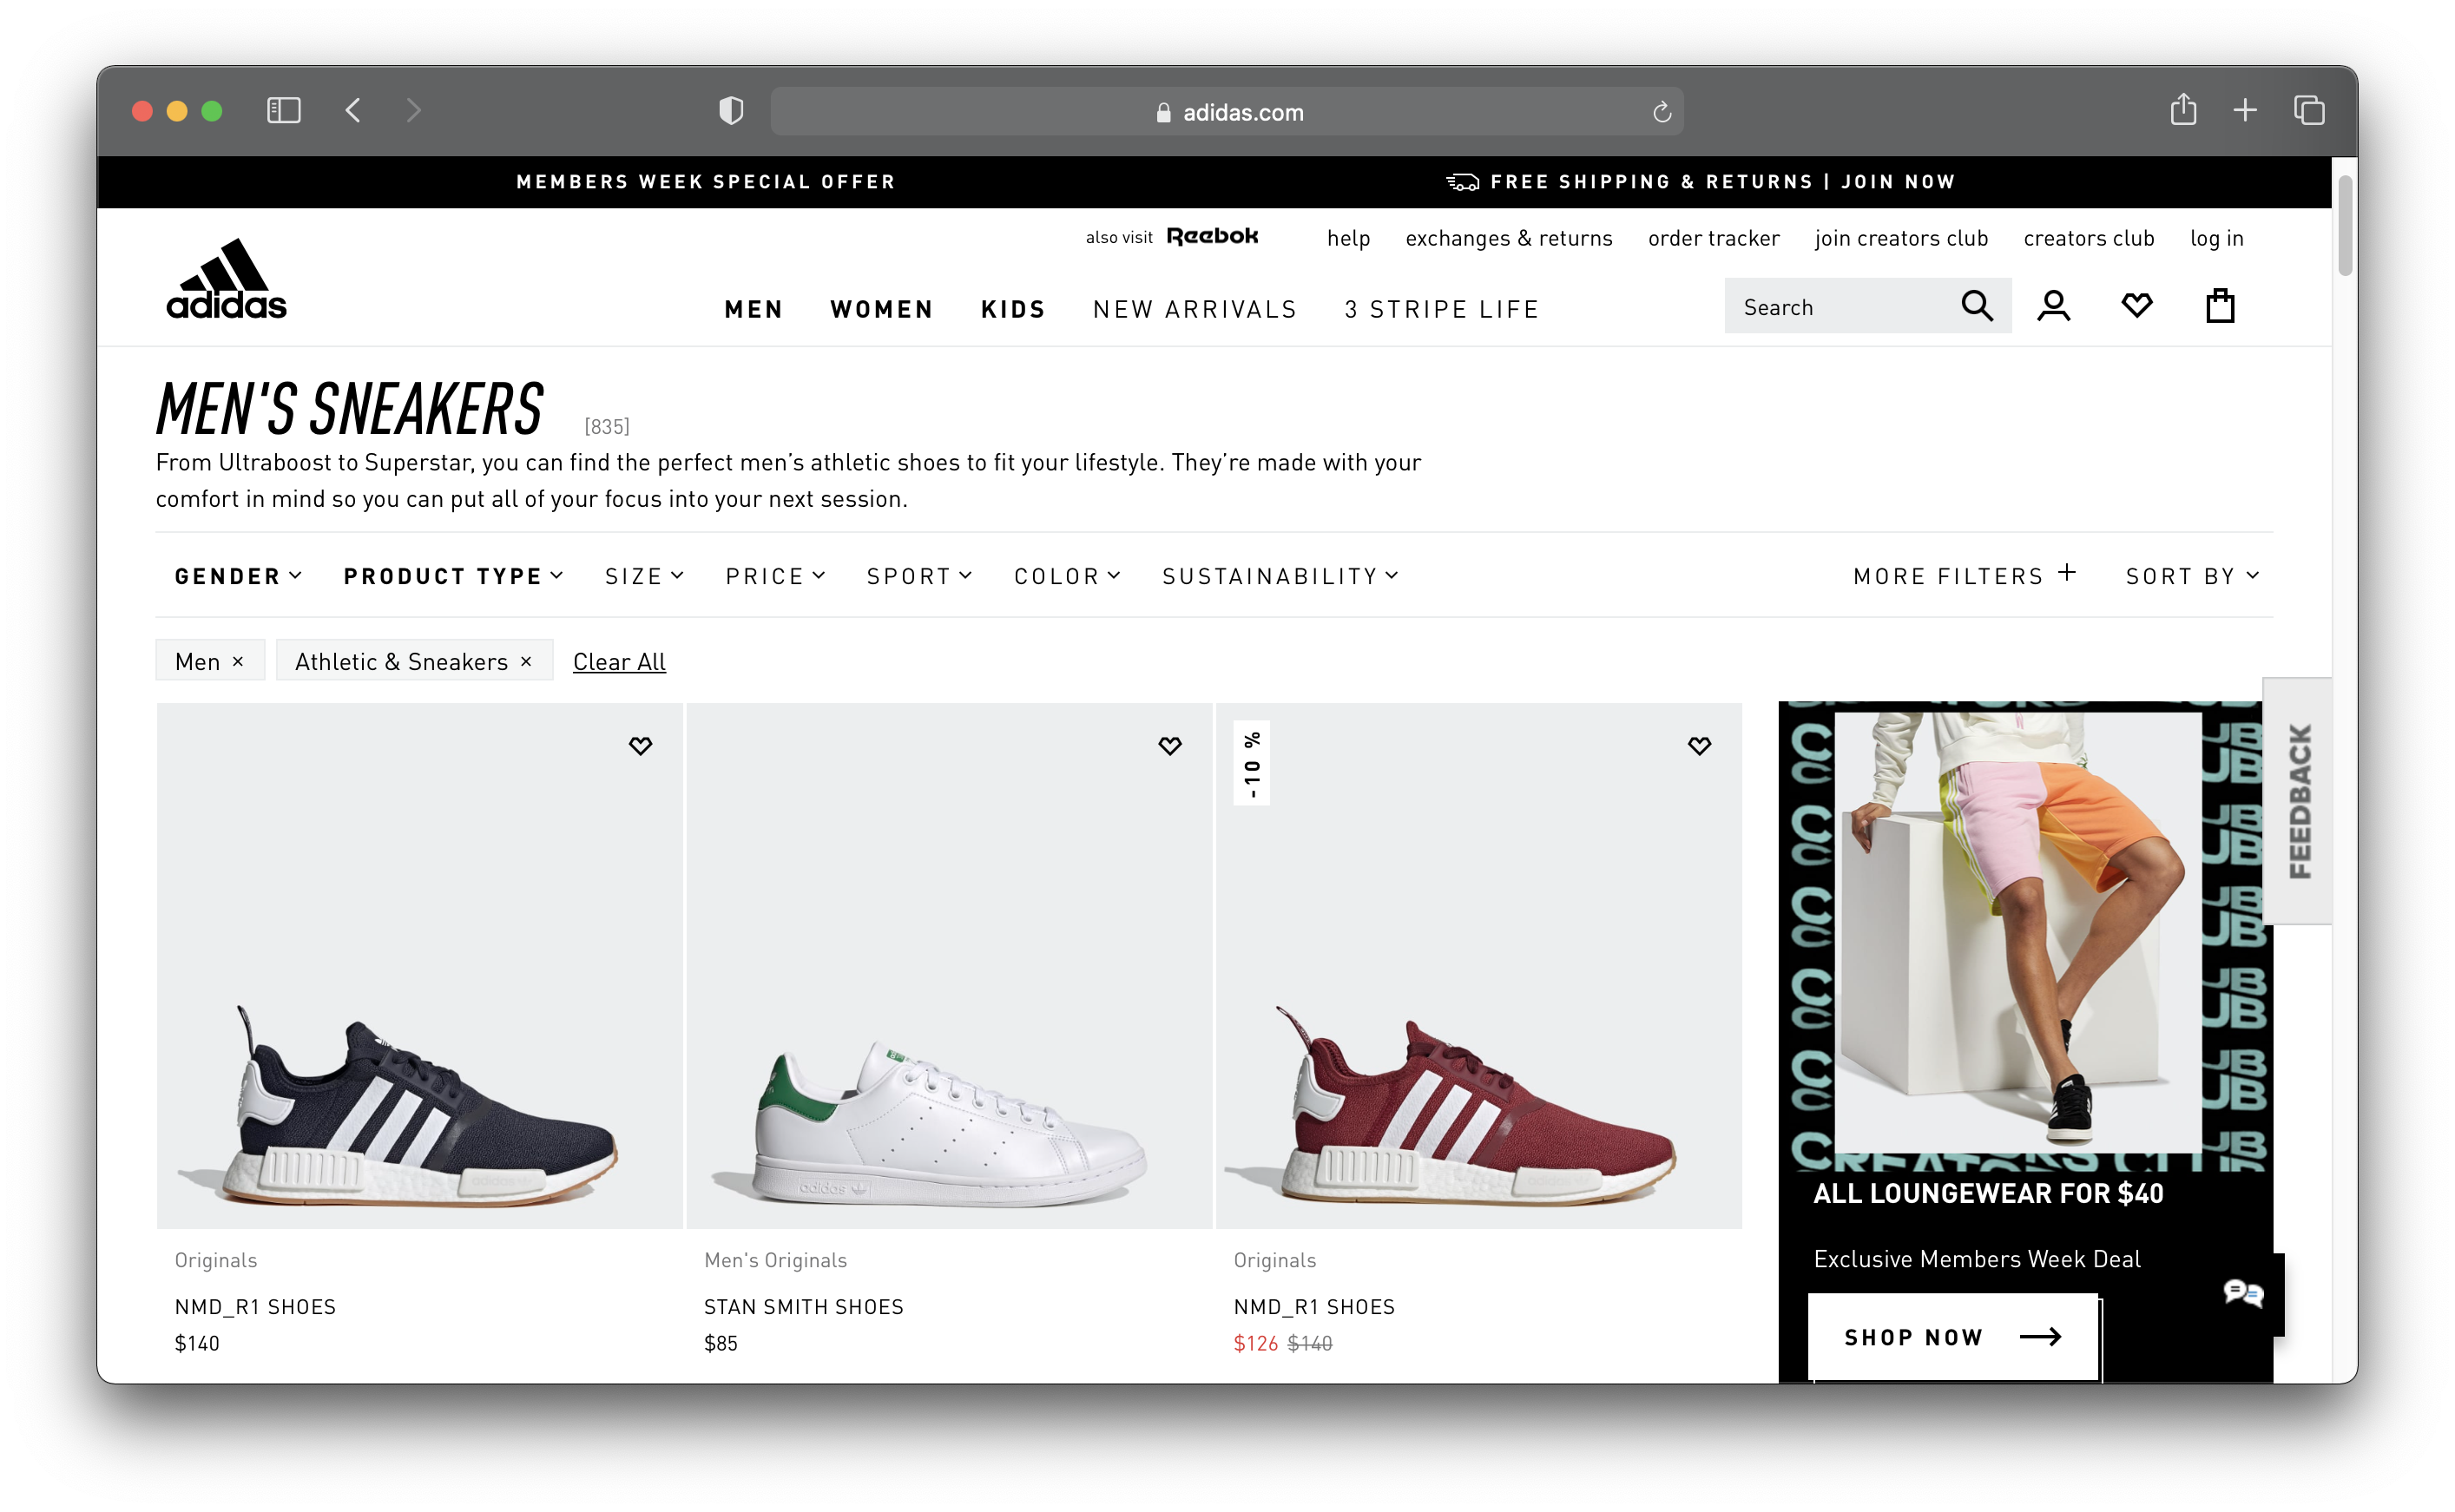 adidas.com
MEMBERS WEEK SPECIAL OFFER
FREE SHIPPING & RETURNS | JOIN NOW
also visit Reebok
help
exchanges & returns
order tracker
join creators club
creators club
log in
adidas
MEN
WOMEN
KIDS
NEW ARRIVALS
3 STRIPE LIFE
Search
MEN'S SNEAKERS
[835]
From Ultraboost to Superstar, you can find the perfect men’s athletic shoes to fit your lifestyle. They’re made with your
comfort in mind so you can put all of your focus into your next session.
GENDER
PRODUCT TYPE
SIZE
PRICE
SPORT
COLOR
SUSTAINABILITY
MORE FILTERS +
SORT BY
Men ×
Athletic & Sneakers ×
Clear All
-10 %
FEEDBACK
adidas
CREATORS CLUB
ALL LOUNGEWEAR FOR $40
Exclusive Members Week Deal
SHOP NOW
Originals
NMD_R1 SHOES
$140
Men's Originals
STAN SMITH SHOES
$85
Originals
NMD_R1 SHOES
$126 $140